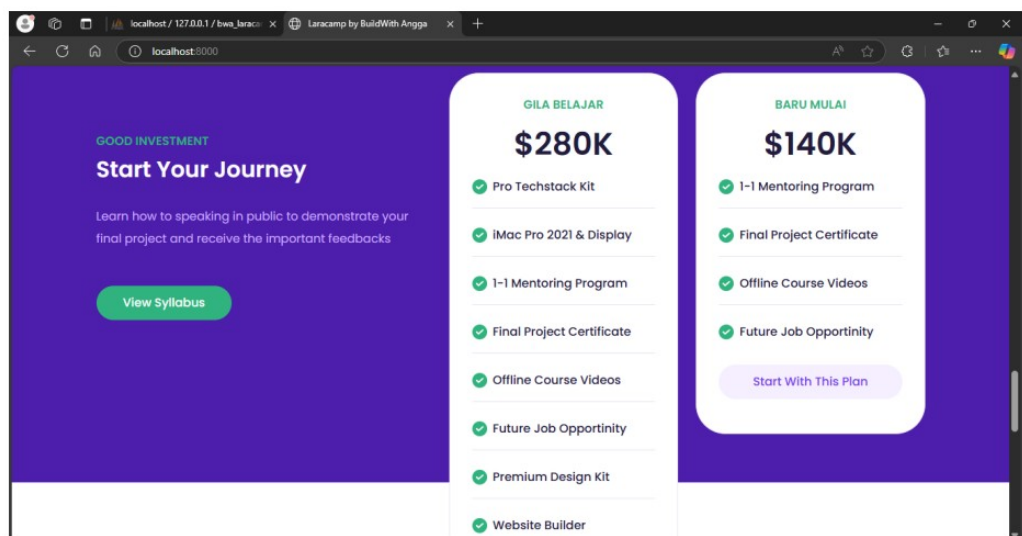 localhost / 127.0.0.1 / bwa_larac
Laracamp by BuildWith Angga
localhost:8000
GOOD INVESTMENT
Start Your Journey
Learn how to speaking in public to demonstrate your
final project and receive the important feedbacks
View Syllabus
GILA BELAJAR
$280K
Pro Techstack Kit
iMac Pro 2021 & Display
1-1 Mentoring Program
Final Project Certificate
Offline Course Videos
Future Job Opportinity
Premium Design Kit
Website Builder
BARU MULAI
$140K
1-1 Mentoring Program
Final Project Certificate
Offline Course Videos
Future Job Opportinity
Start With This Plan